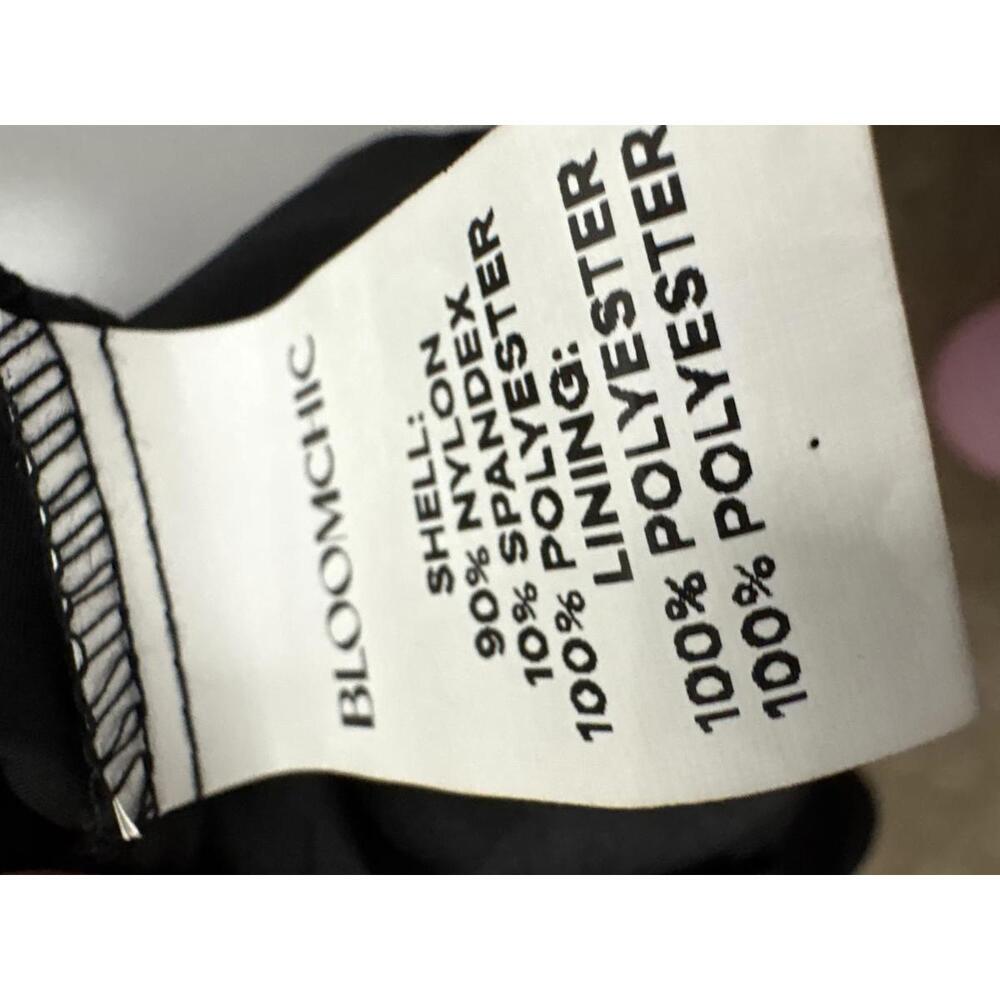 BLOOMCHIC
SHELL:
90% NYLON
10% SPANDEX
100% POLYESTER
LINING:
100% POLYESTER
100% POLYESTER